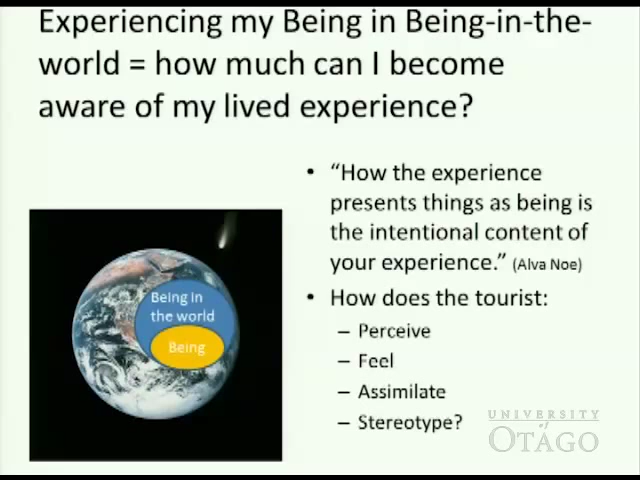 Experiencing my Being in Being-in-the-
world = how much can I become
aware of my lived experience?
• "How the experience
presents things as being is
the intentional content of
your experience." (Alva Noe)
• How does the tourist:
– Perceive
– Feel
– Assimilate
– Stereotype?
Being in
the world
Being
UNIVERSITY
of
OTĀGO